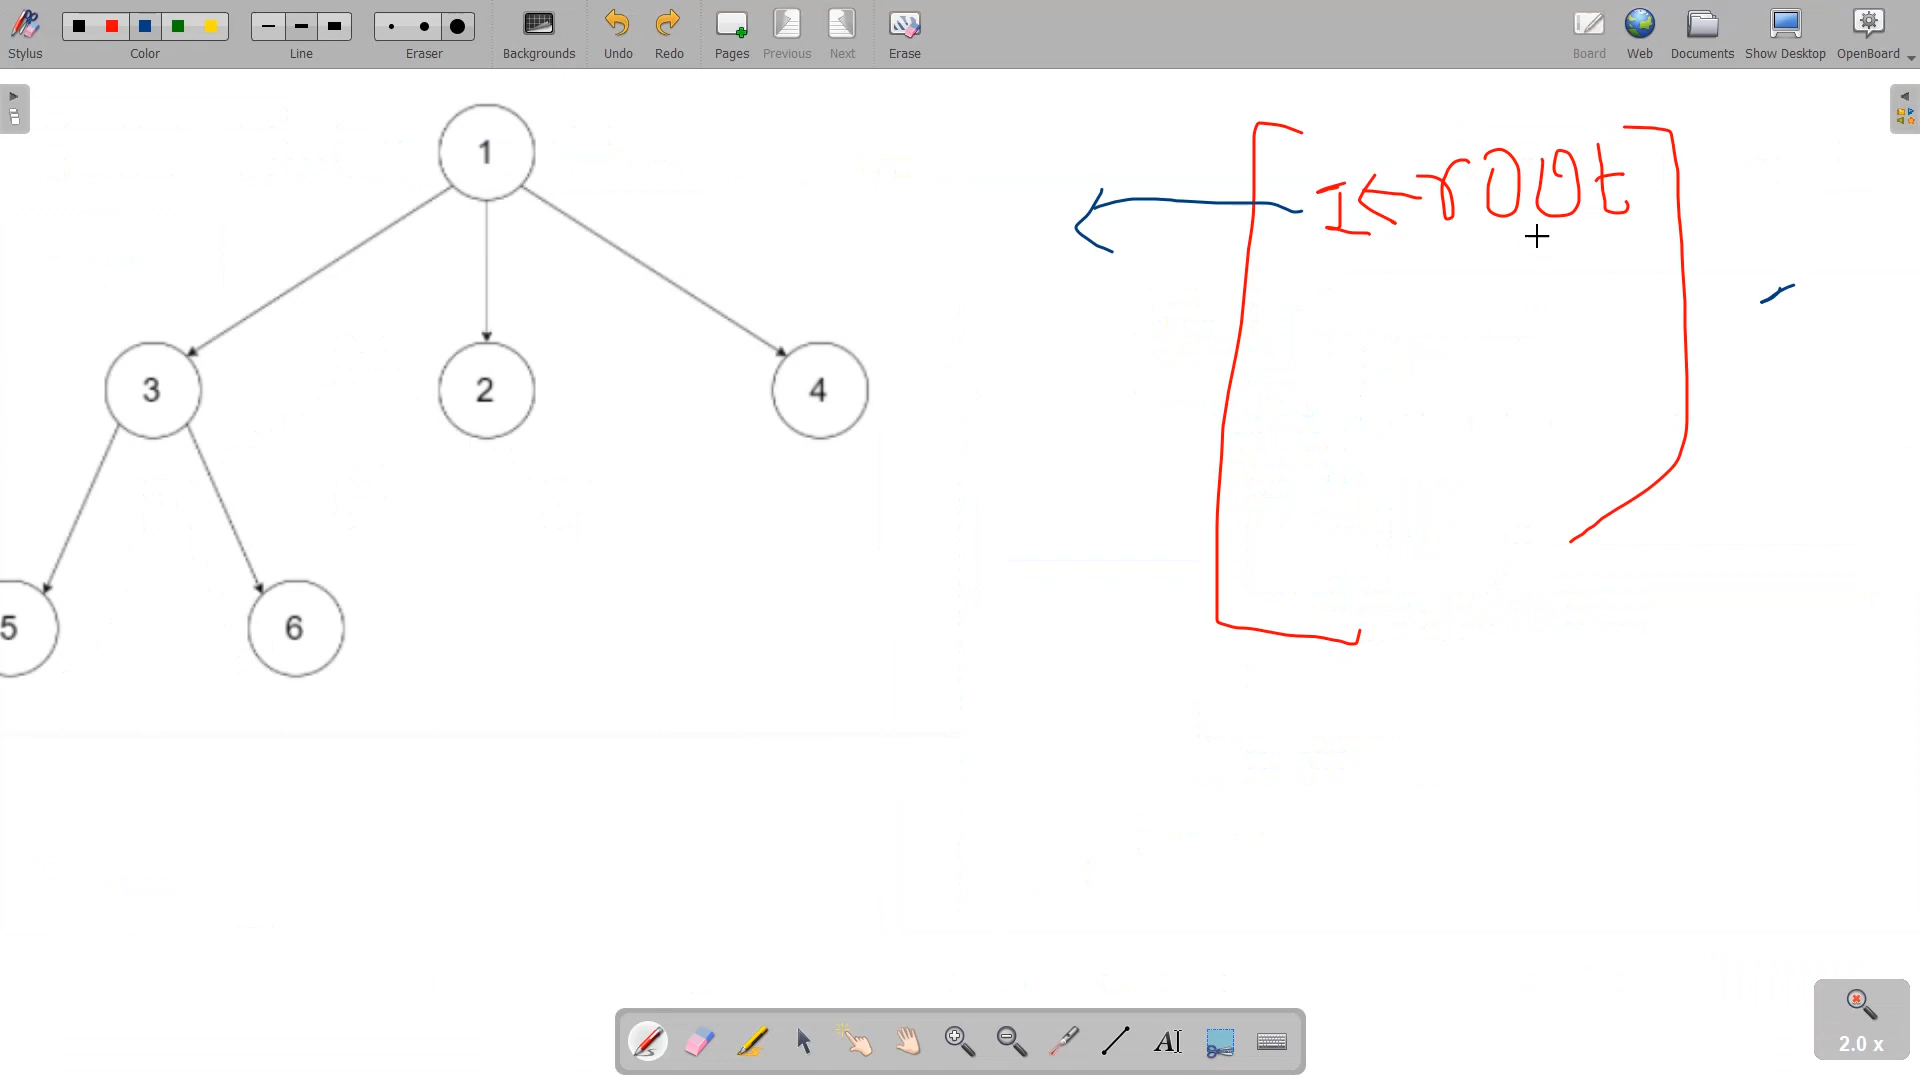 Stylus
Color
Line
Eraser
Backgrounds
Undo
Redo
Pages
Previous
Next
Erase
Board
Web
Documents
Show Desktop
OpenBoard
1
I←root
3
2
4
5
6
A
2.0 x